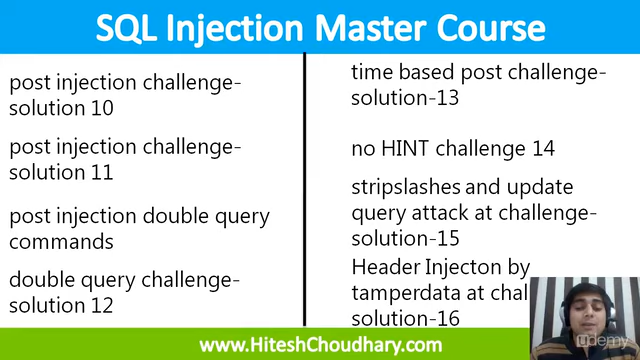 SQL Injection Master Course
post injection challenge-
solution 10
post injection challenge-
solution 11
post injection double query
commands
double query challenge-
solution 12
time based post challenge-
solution-13
no HINT challenge 14
stripslashes and update
query attack at challenge-
solution-15
Header Injecton by
tamperdata at
solution-16
www.HiteshChoudhary.com
udemy